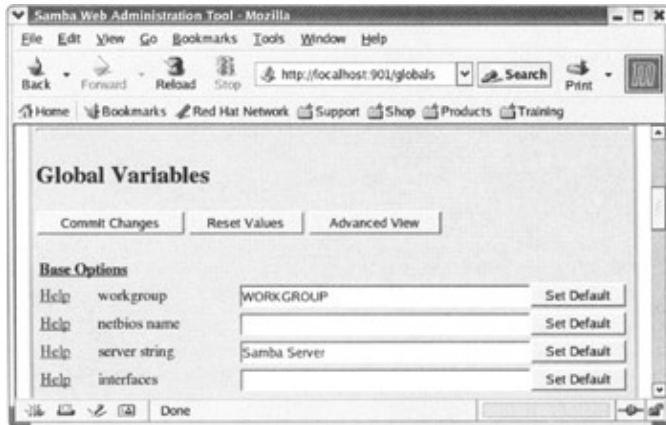 Samba Web Administration Tool - Mozilla
File Edit View Go Bookmarks Tools Window Help
Back Forward Reload Stop http://localhost:901/globals Search Print
Home Bookmarks Red Hat Network Support Shop Products Training
Global Variables
Commit Changes Reset Values Advanced View
Base Options
Help workgroup WORKGROUP Set Default
Help netbios name Set Default
Help server string Samba Server Set Default
Help interfaces Set Default
Done